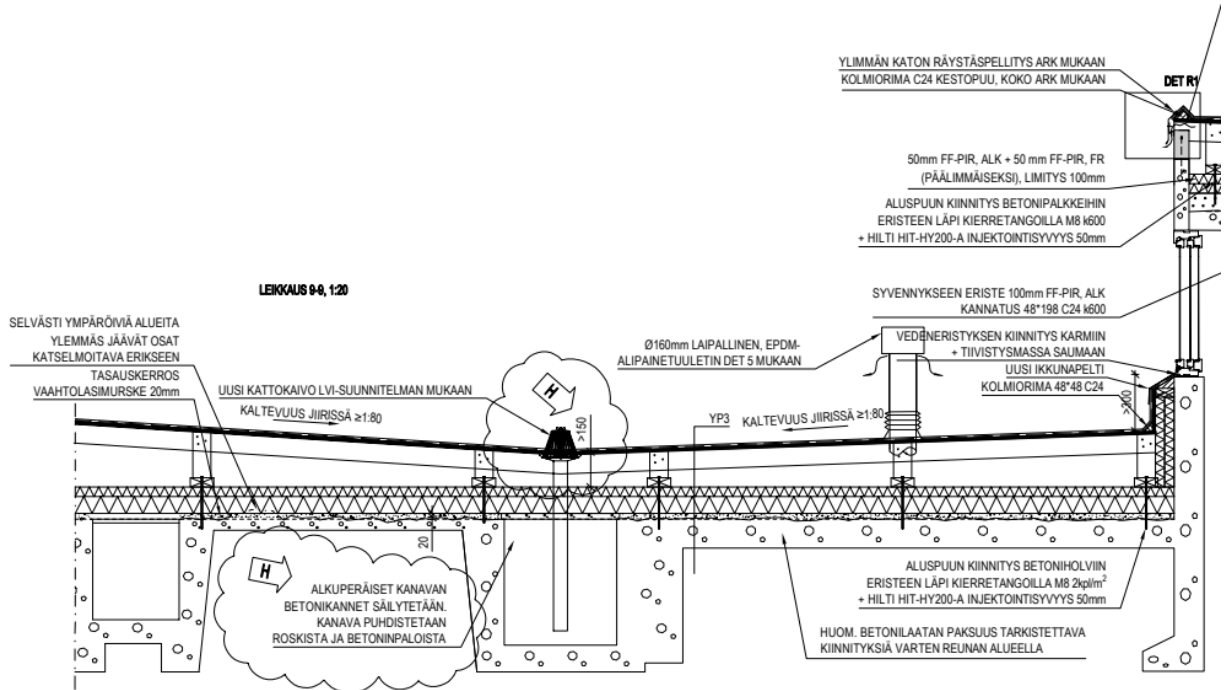 YLIMMÄN KATON RÄYSTÄSPELLITYS ARK MUKAAN
KOLMIORIMA C24 KESTOPUU, KOKO ARK MUKAAN
DET R1
50mm FF-PIR, ALK + 50 mm FF-PIR, FR
(PÄÄLIMMÄISEKSI), LIMITYS 100mm
ALUSPUUN KIINNITYS BETONIPALKKEIHIN
ERISTEEN LÄPI KIERRETANGOILLA M8 k600
+ HILTI HIT-HY200-A INJEKTOINTISYVYYS 50mm
LEIKKAUS 9-9, 1:20
SYVENNYKSEEN ERISTE 100mm FF-PIR, ALK
KANNATUS 48*198 C24 k600
SELVÄSTI YMPÄRÖIVIÄ ALUEITA
YLEMMÄS JÄÄVÄT OSAT
KATSELMOITAVA ERIKSEEN
TASAUSKERROS
VAAHTOLASIMURSKE 20mm
Ø160mm LAIPALLINEN, EPDM-
ALIPAINETUULETIN DET 5 MUKAAN
VEDENERISTYKSEN KIINNITYS KARMIIN
+ TIIVISTYSMASSA SAUMAAN
UUSI IKKUNAPELTI
KOLMIORIMA 48*48 C24
UUSI KATTOKAIVO LVI-SUUNNITELMAN MUKAAN
H
KALTEVUUS JIIRISSÄ ≥1:80
>150
YP3
KALTEVUUS JIIRISSÄ ≥1:80
>300
20
H
ALKUPERÄISET KANAVAN
BETONIKANNET SÄILYTETÄÄN.
KANAVA PUHDISTETAAN
ROSKISTA JA BETONINPALOISTA
ALUSPUUN KIINNITYS BETONIHOLVIIN
ERISTEEN LÄPI KIERRETANGOILLA M8 2kpl/m²
+ HILTI HIT-HY200-A INJEKTOINTISYVYYS 50mm
HUOM. BETONILAATAN PAKSUUS TARKISTETTAVA
KIINNITYKSIÄ VARTEN REUNAN ALUEELLA